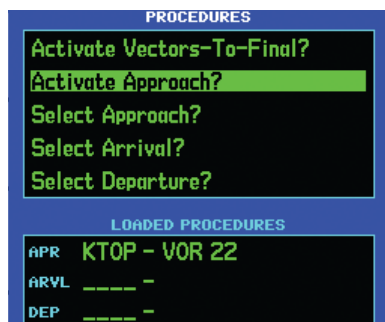 PROCEDURES
Activate Vectors-To-Final?
Activate Approach?
Select Approach?
Select Arrival?
Select Departure?
LOADED PROCEDURES
APR KTOP - VOR 22
ARVL ____ -
DEP ____ -